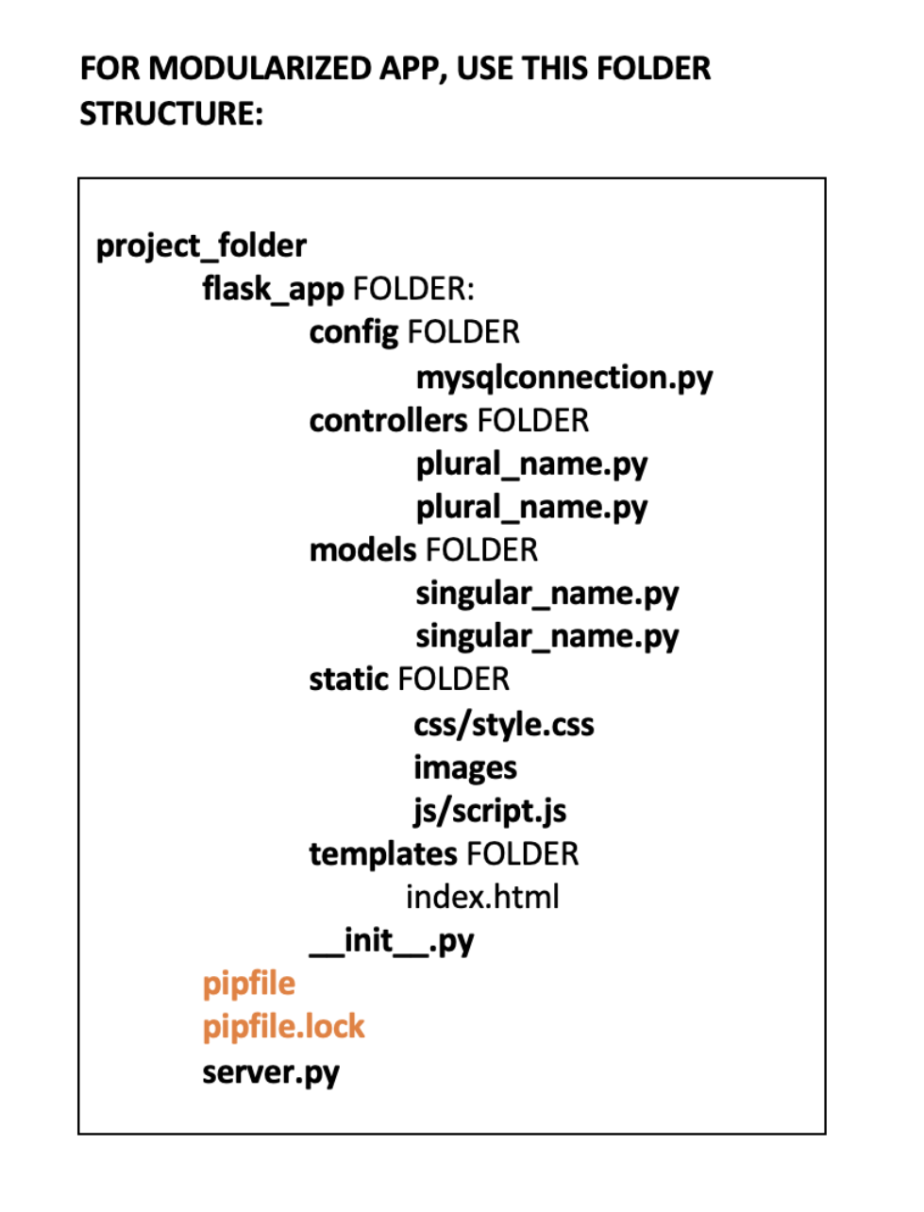 FOR MODULARIZED APP, USE THIS FOLDER
STRUCTURE:
project_folder
flask_app FOLDER:
config FOLDER
mysqlconnection.py
controllers FOLDER
plural_name.py
plural_name.py
models FOLDER
singular_name.py
singular_name.py
static FOLDER
css/style.css
images
js/script.js
templates FOLDER
index.html
__init__.py
pipfile
pipfile.lock
server.py